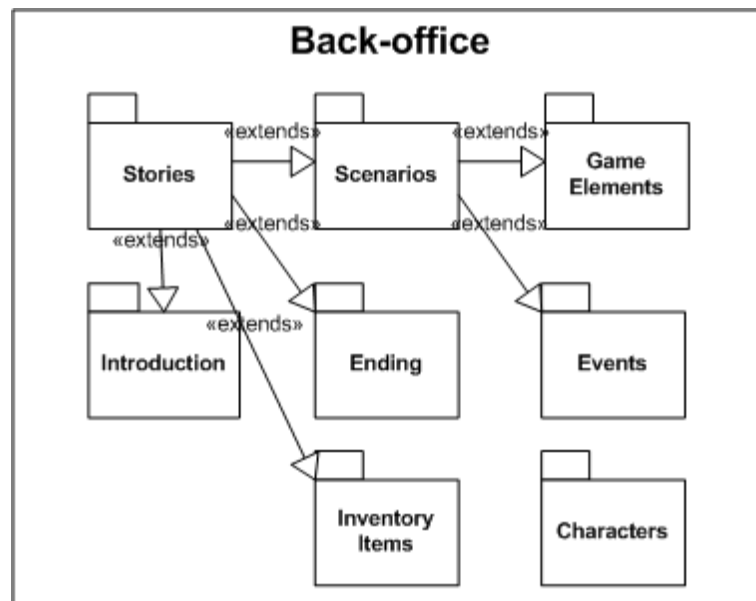 Back-office
«extends»
«extends»
Stories
Scenarios
Game
Elements
«extends»
«extends»
«extends»
«extends»
Introduction
Ending
Events
Inventory
Items
Characters